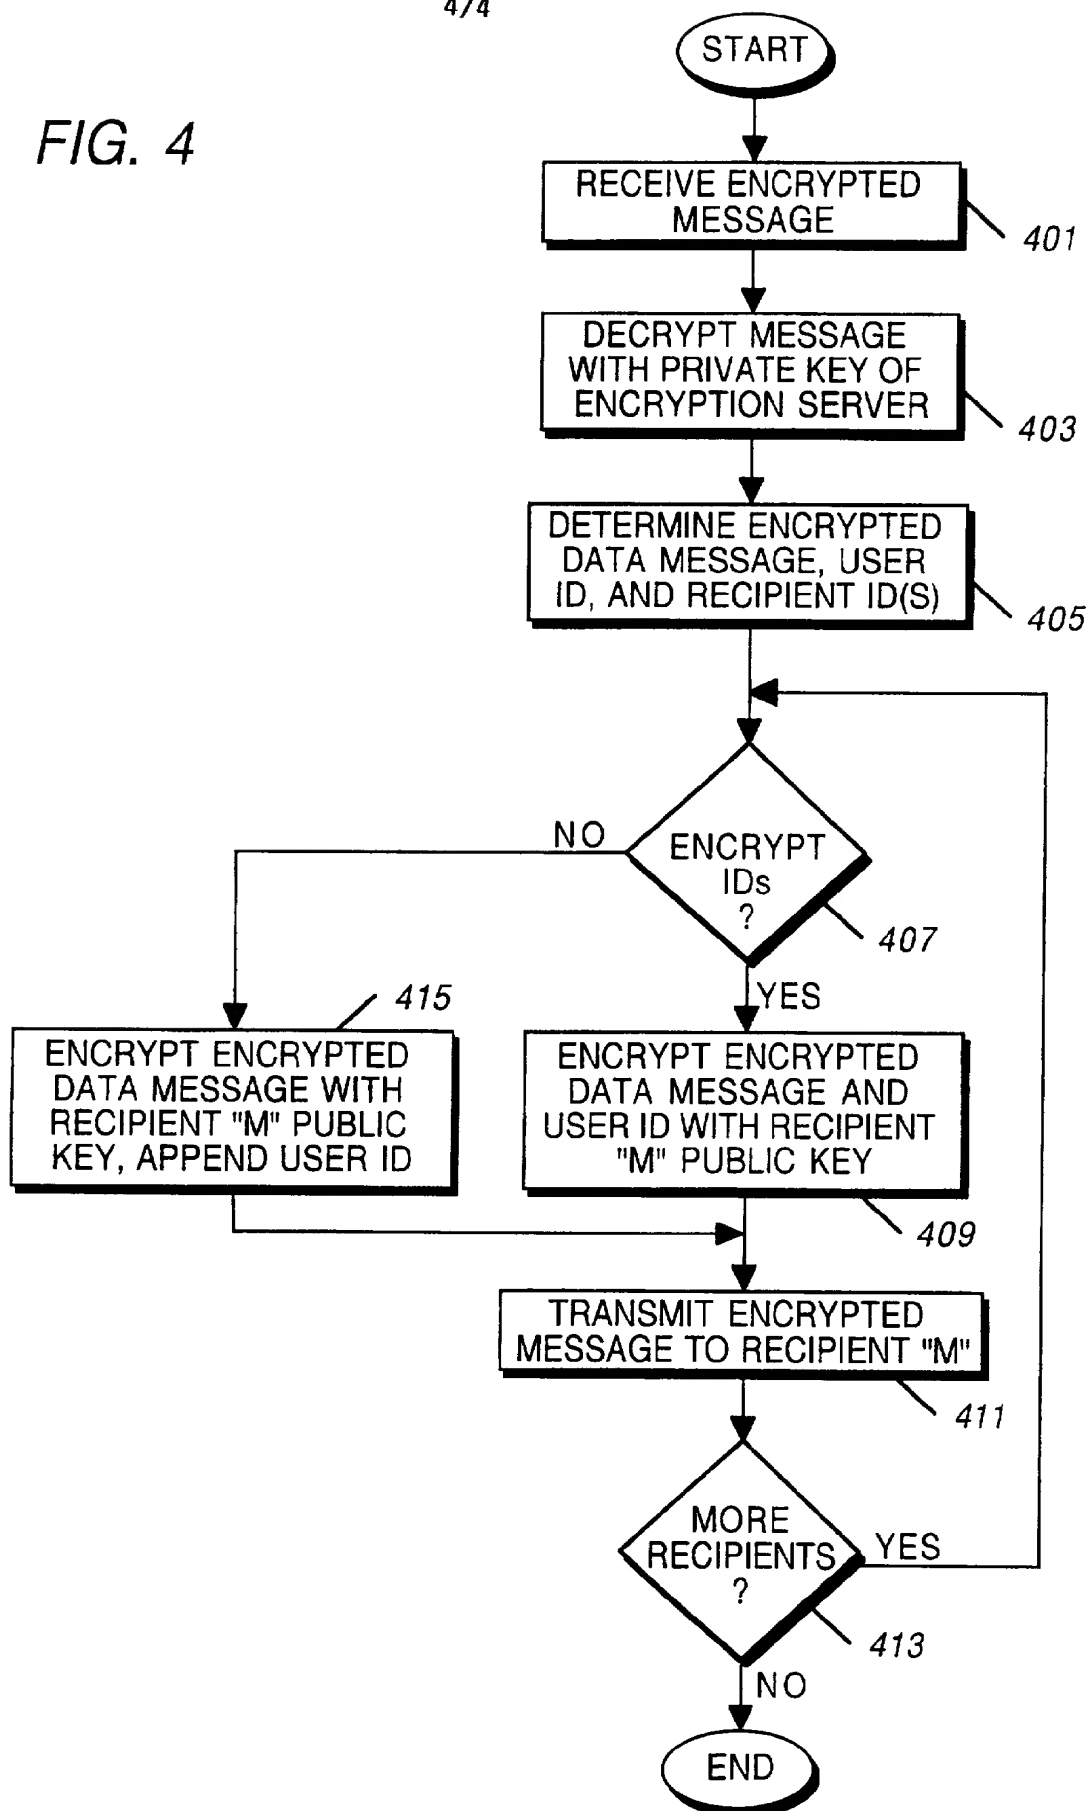 4/4
FIG. 4
START
RECEIVE ENCRYPTED
MESSAGE
401
DECRYPT MESSAGE
WITH PRIVATE KEY OF
ENCRYPTION SERVER
403
DETERMINE ENCRYPTED
DATA MESSAGE, USER
ID, AND RECIPIENT ID(S)
405
NO
ENCRYPT
IDs
?
407
YES
415
ENCRYPT ENCRYPTED
DATA MESSAGE WITH
RECIPIENT "M" PUBLIC
KEY, APPEND USER ID
ENCRYPT ENCRYPTED
DATA MESSAGE AND
USER ID WITH RECIPIENT
"M" PUBLIC KEY
409
TRANSMIT ENCRYPTED
MESSAGE TO RECIPIENT "M"
411
MORE
RECIPIENTS
?
YES
413
NO
END